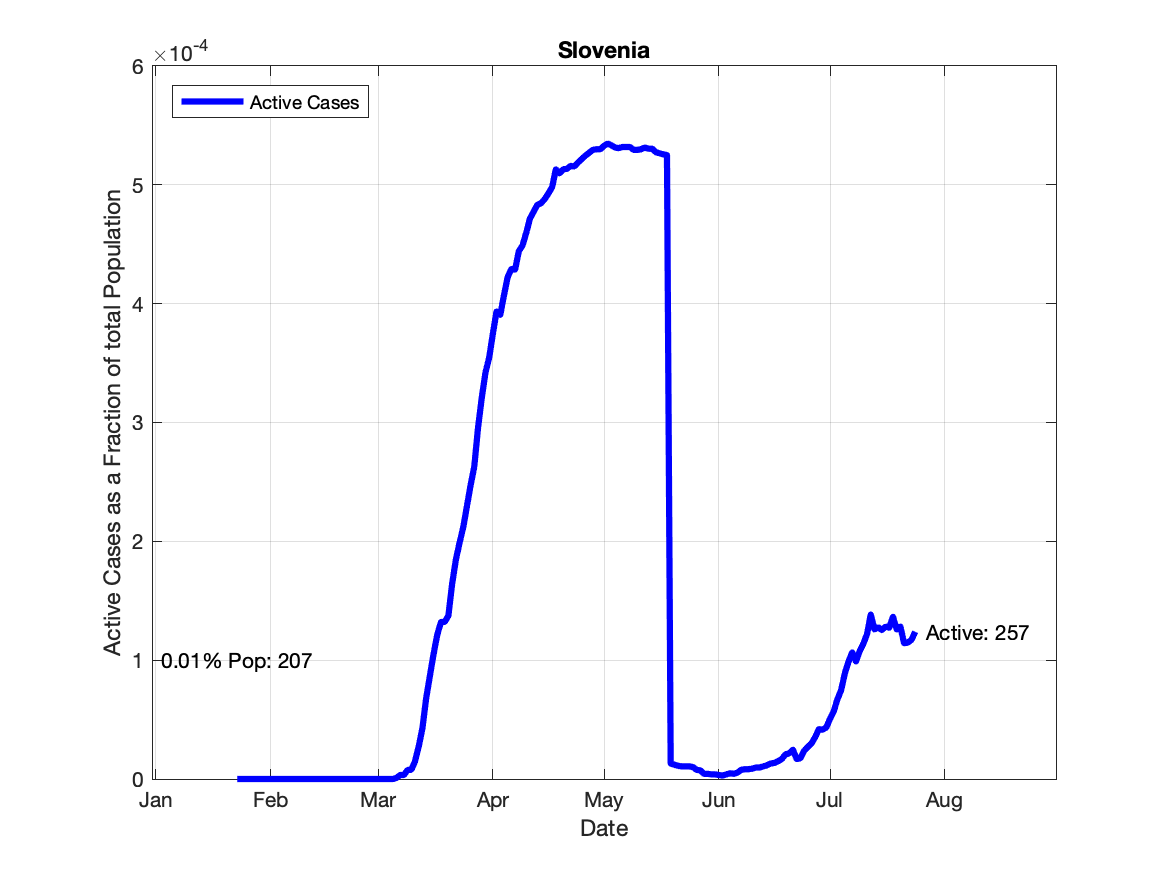 Slovenia
×10⁻⁴
Active Cases
6
5
4
3
2
1
0
Active Cases as a Fraction of total Population
0.01% Pop: 207
Active: 257
Jan Feb Mar Apr May Jun Jul Aug
Date